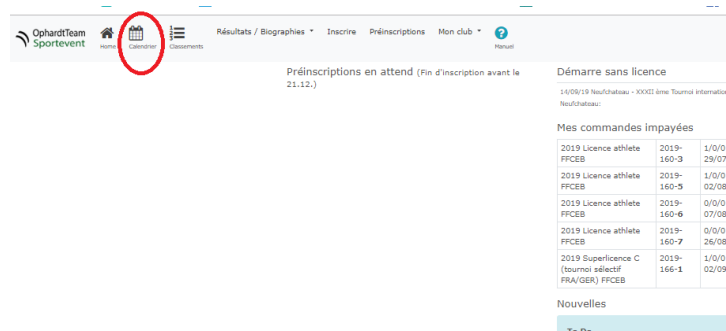 OphardtTeam
Sportevent
Home
Calendrier
1
2
3
Classements
Résultats / Biographies
Inscrire
Préinscriptions
Mon club
?
Manuel
Préinscriptions en attend (Fin d'inscription avant le
21.12.)
Démarre sans licence
14/09/19 Neufchateau - XXXII ème Tournoi
Neufchateau:
Mes commandes impayées
2019 Licence athlete
FFCEB
2019-
160-3
1/0/0
29/07
2019 Licence athlete
FFCEB
2019-
160-5
1/0/0
02/08
2019 Licence athlete
FFCEB
2019-
160-6
0/0/0
07/08
2019 Licence athlete
FFCEB
2019-
160-7
0/0/0
26/08
2019 Superlicence C
(tournoi sélectif
FRA/GER) FFCEB
2019-
166-1
1/0/0
02/09
Nouvelles